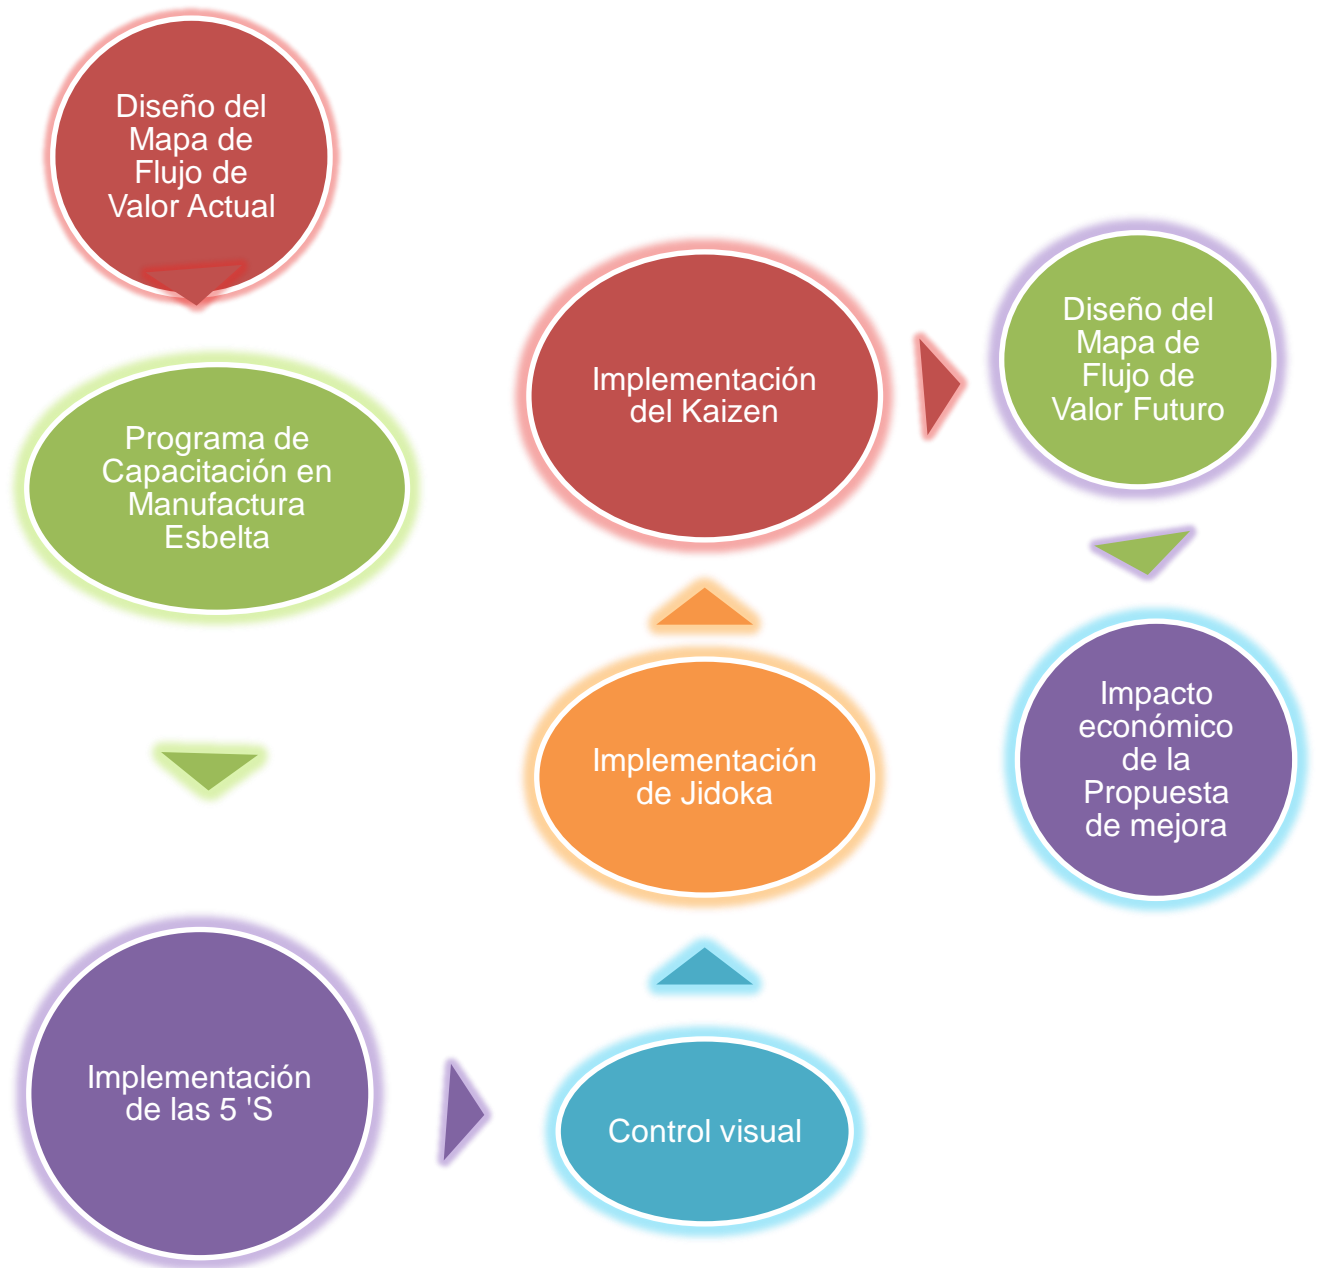 Diseño del
Mapa de
Flujo de
Valor Actual
Programa de
Capacitación en
Manufactura
Esbelta
Implementación
de las 5 'S
Control visual
Implementación
de Jidoka
Implementación
del Kaizen
Diseño del
Mapa de
Flujo de
Valor Futuro
Impacto
económico
de la
Propuesta
de mejora